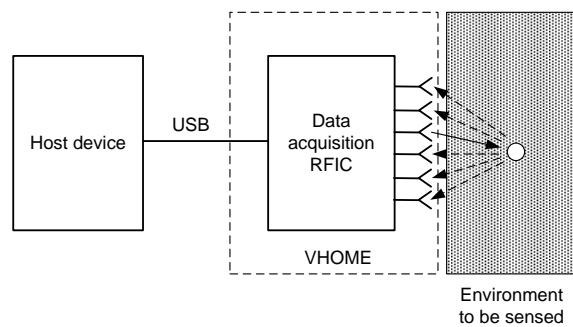 Host device
USB
Data
acquisition
RFIC
VHOME
Environment
to be sensed